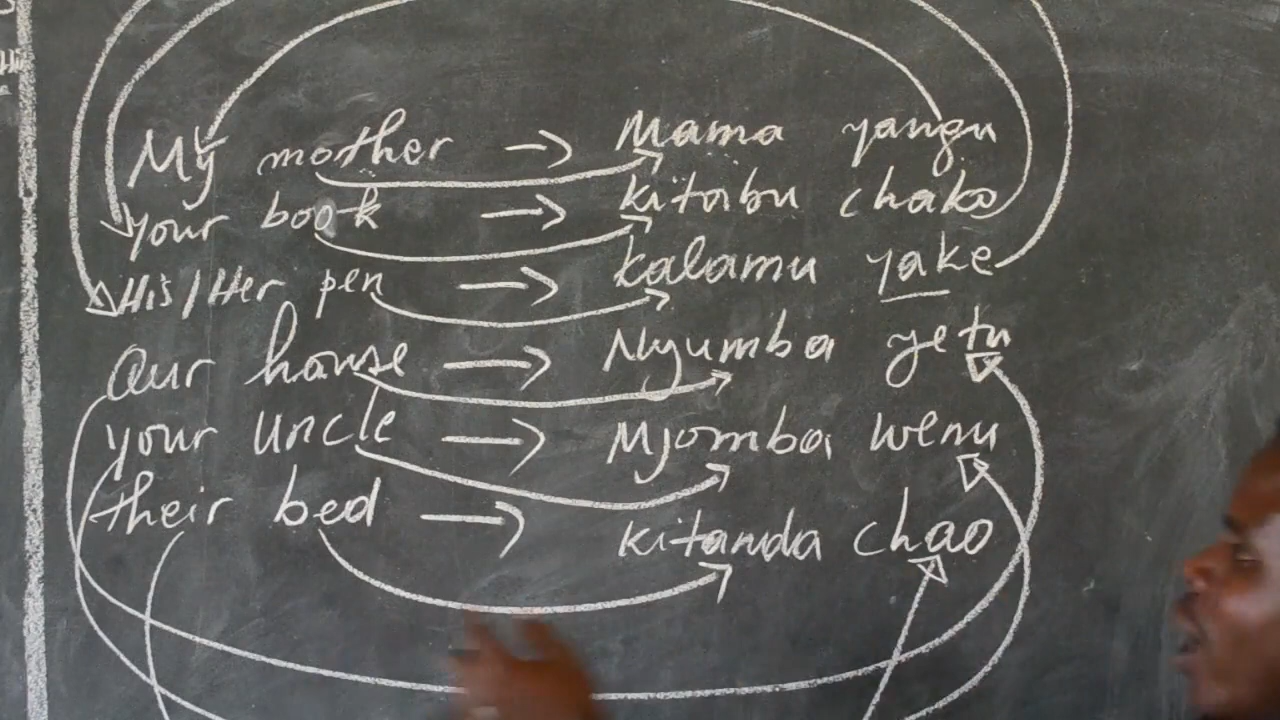 My mother → Mama yangu
Your book → kitabu chako
His/Her pen → kalamu yake
Our house → Nyumba yetu
your uncle → Mjomba wenu
their bed → kitanda chao